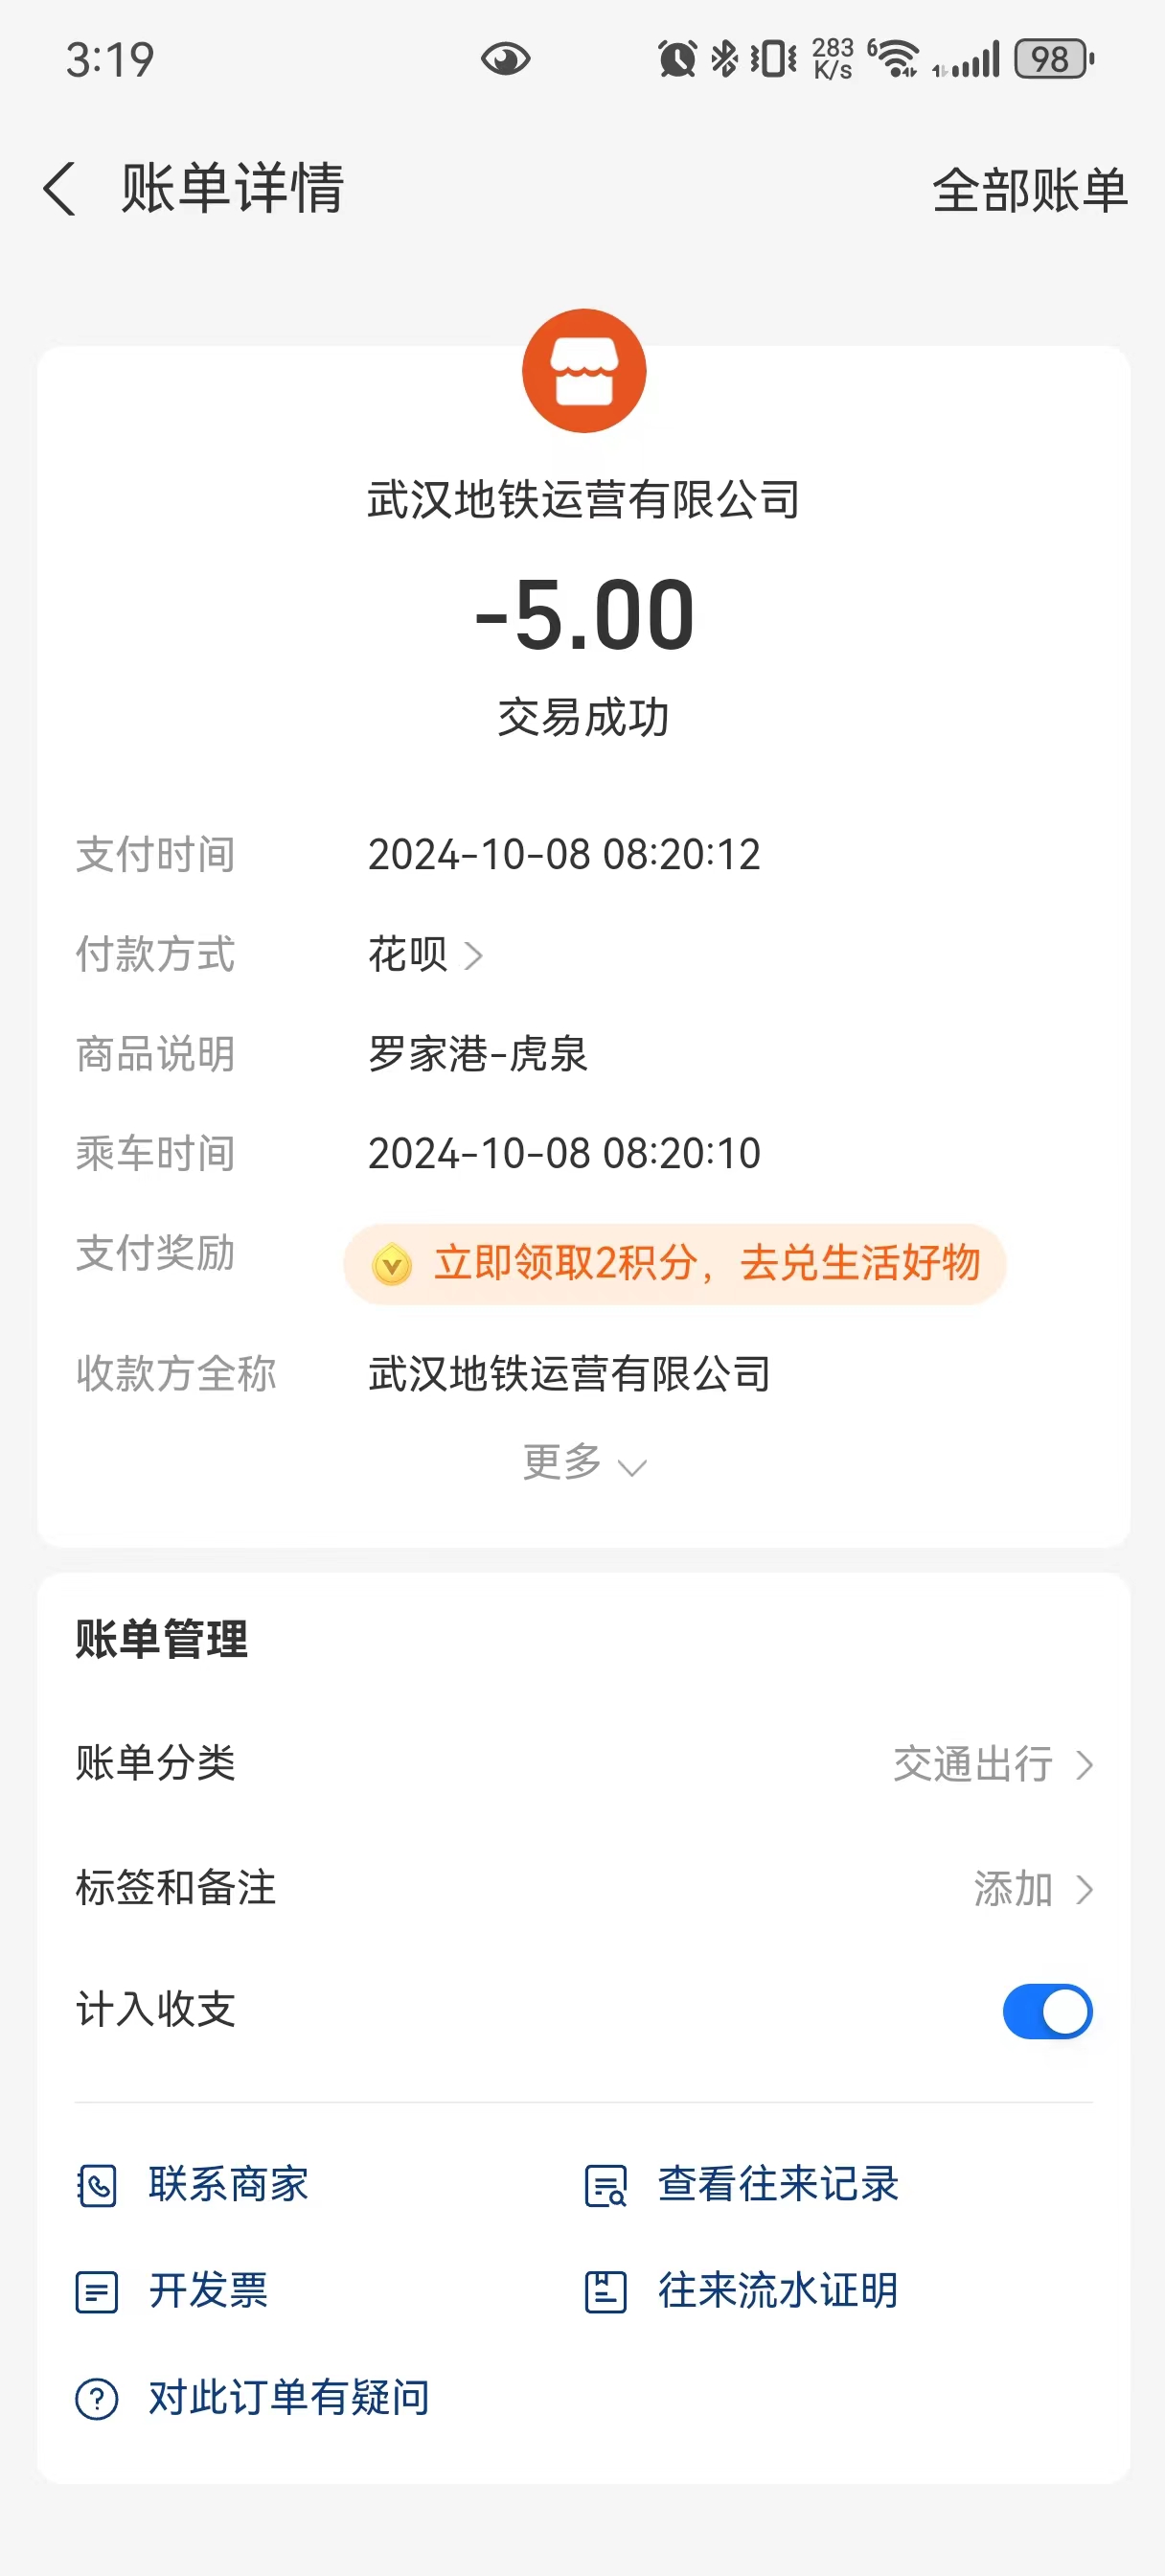 3:19
283 K/s
6
98
账单详情
全部账单
武汉地铁运营有限公司
-5.00
交易成功
支付时间 2024-10-08 08:20:12
付款方式 花呗
商品说明 罗家港-虎泉
乘车时间 2024-10-08 08:20:10
支付奖励 立即领取2积分，去兑生活好物
收款方全称 武汉地铁运营有限公司
更多
账单管理
账单分类 交通出行
标签和备注 添加
计入收支
联系商家 查看往来记录
开发票 往来流水证明
对此订单有疑问